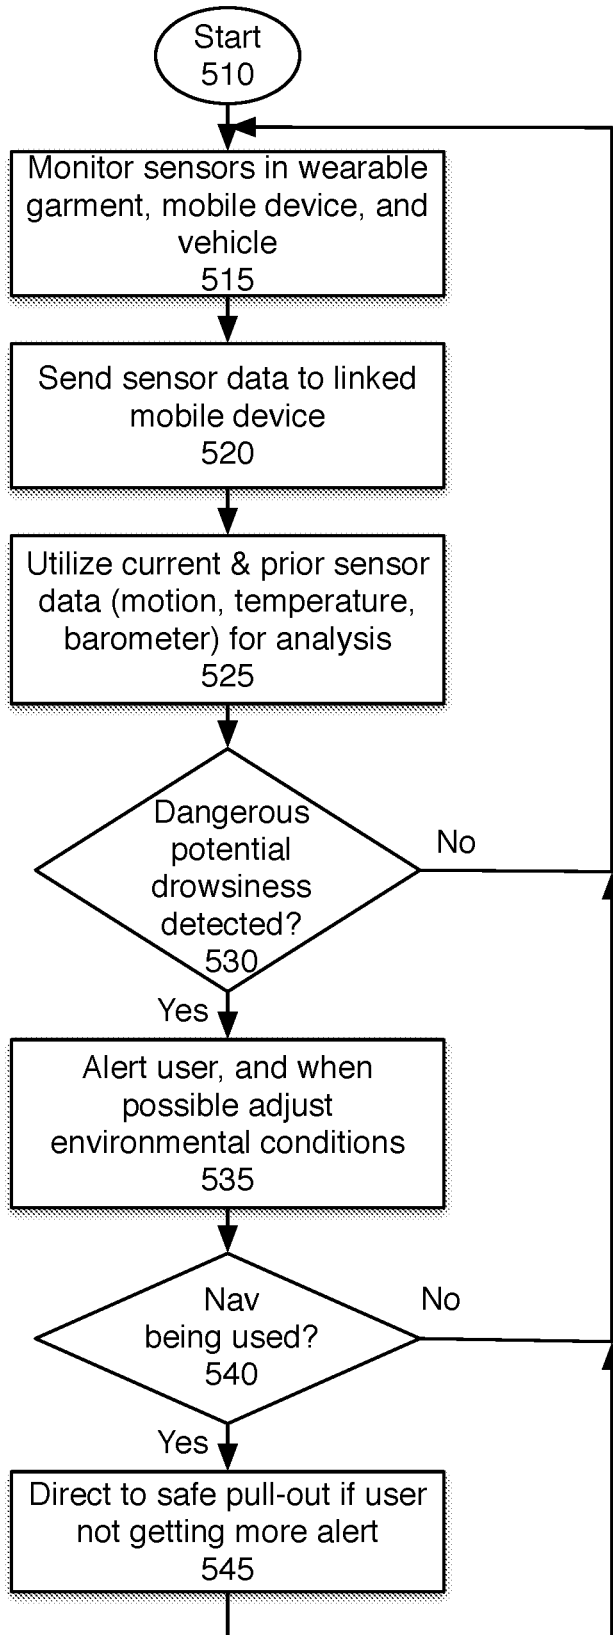 Start
510
Monitor sensors in wearable
garment, mobile device, and
vehicle
515
Send sensor data to linked
mobile device
520
Utilize current & prior sensor
data (motion, temperature,
barometer) for analysis
525
Dangerous
potential
drowsiness
detected?
530
No
Yes
Alert user, and when
possible adjust
environmental conditions
535
Nav
being used?
540
No
Yes
Direct to safe pull-out if user
not getting more alert
545